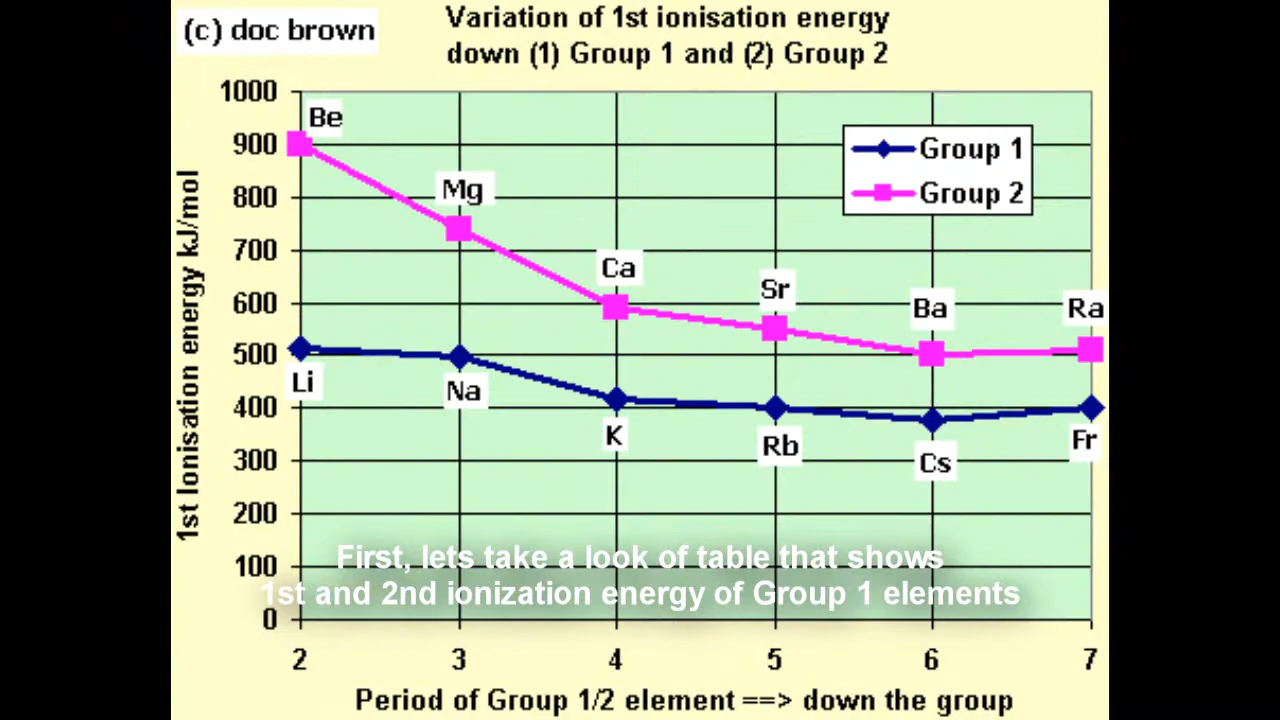 (c) doc brown
Variation of 1st ionisation energy
down (1) Group 1 and (2) Group 2
1st Ionisation energy kJ/mol
1000
900
800
700
600
500
400
300
200
100
0
Be
Mg
Ca
Sr
Ba
Ra
Li
Na
K
Rb
Cs
Fr
Group 1
Group 2
First, lets take a look of table that shows
1st and 2nd ionization energy of Group 1 elements
2 3 4 5 6 7
Period of Group 1/2 element ==> down the group